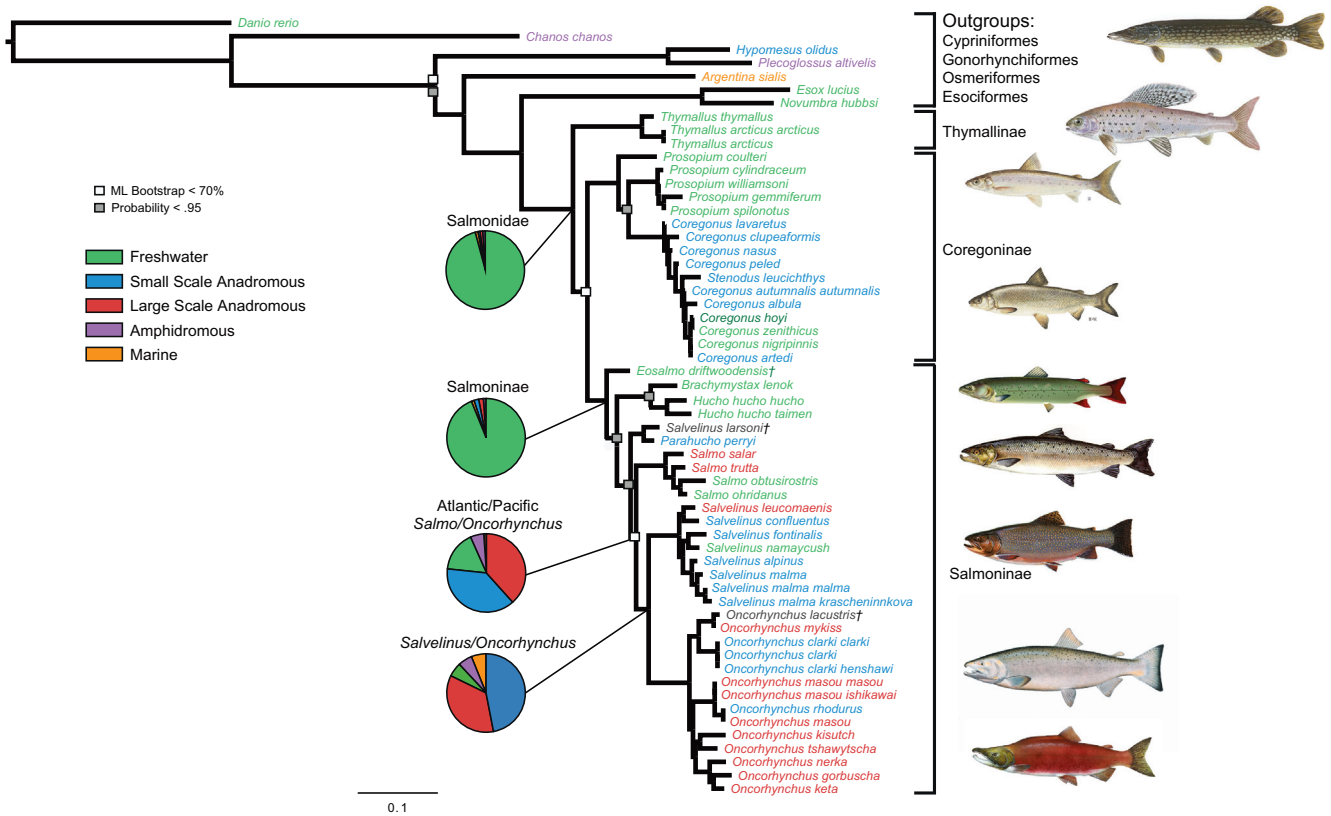 Danio rerio
Chanos chanos
Hypomesus olidus
Plecoglossus altivelis
Argentina sialis
Esox lucius
Novumbra hubbsi
Thymallus thymallus
Thymallus arcticus arcticus
Thymallus arcticus
Prosopium coulteri
Prosopium cylindraceum
Prosopium williamsoni
Prosopium gemmiferum
Prosopium spilonotus
Coregonus lavaretus
Coregonus clupeaformis
Coregonus nasus
Coregonus peled
Stenodus leucichthys
Coregonus autumnalis autumnalis
Coregonus albula
Coregonus hoyi
Coregonus zenithicus
Coregonus nigripinnis
Coregonus artedi
Eosalmo driftwoodensis†
Brachymystax lenok
Hucho hucho hucho
Hucho hucho taimen
Salvelinus larsoni†
Parahucho perryi
Salmo salar
Salmo trutta
Salmo obtusirostris
Salmo ohridanus
Salvelinus leucomaenis
Salvelinus confluentus
Salvelinus fontinalis
Salvelinus namaycush
Salvelinus alpinus
Salvelinus malma
Salvelinus malma malma
Salvelinus malma krascheninnkova
Oncorhynchus lacustris†
Oncorhynchus mykiss
Oncorhynchus clarki clarki
Oncorhynchus clarki
Oncorhynchus clarki henshawi
Oncorhynchus masou masou
Oncorhynchus masou ishikawai
Oncorhynchus rhodurus
Oncorhynchus masou
Oncorhynchus kisutch
Oncorhynchus tshawytscha
Oncorhynchus nerka
Oncorhynchus gorbuscha
Oncorhynchus keta
ML Bootstrap < 70%
Probability < .95
Freshwater
Small Scale Anadromous
Large Scale Anadromous
Amphidromous
Marine
Salmonidae
Salmoninae
Atlantic/Pacific
Salmo/Oncorhynchus
Salvelinus/Oncorhynchus
0.1
Outgroups:
Cypriniformes
Gonorhynchiformes
Osmeriformes
Esociformes
Thymallinae
Coregoninae
Salmoninae